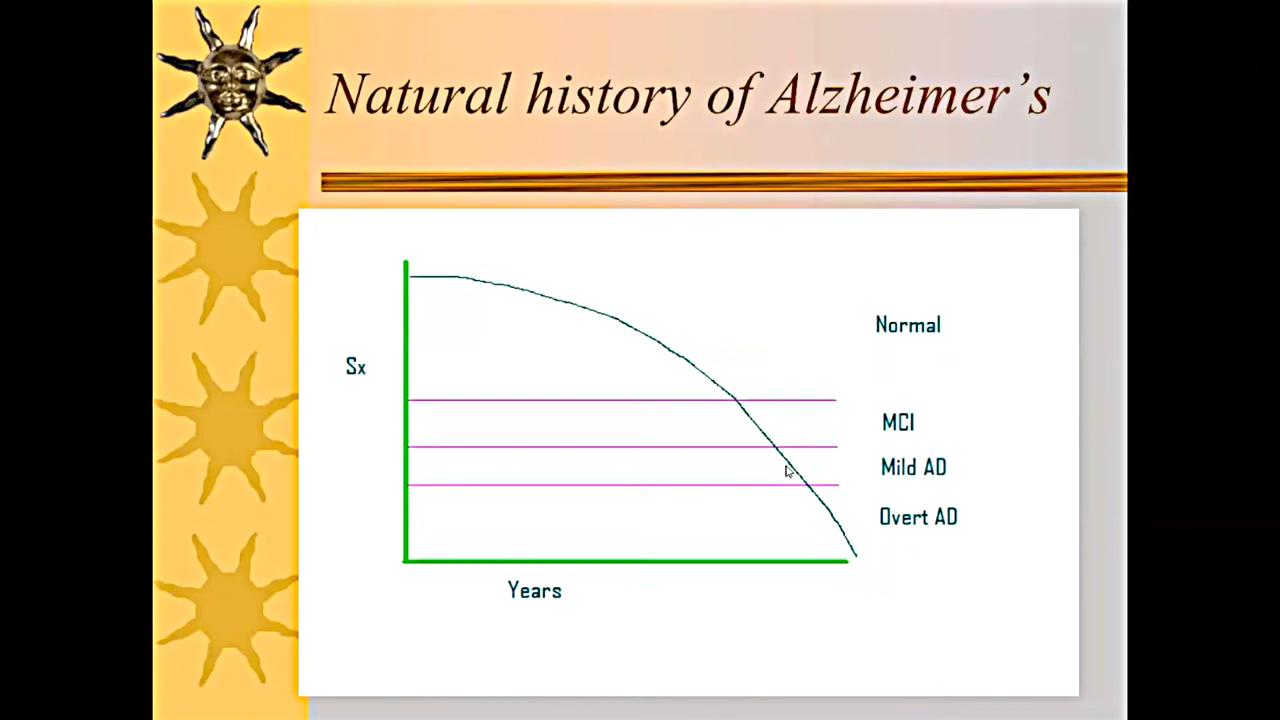 Natural history of Alzheimer’s
Normal
Sx
MCI
Mild AD
Overt AD
Years